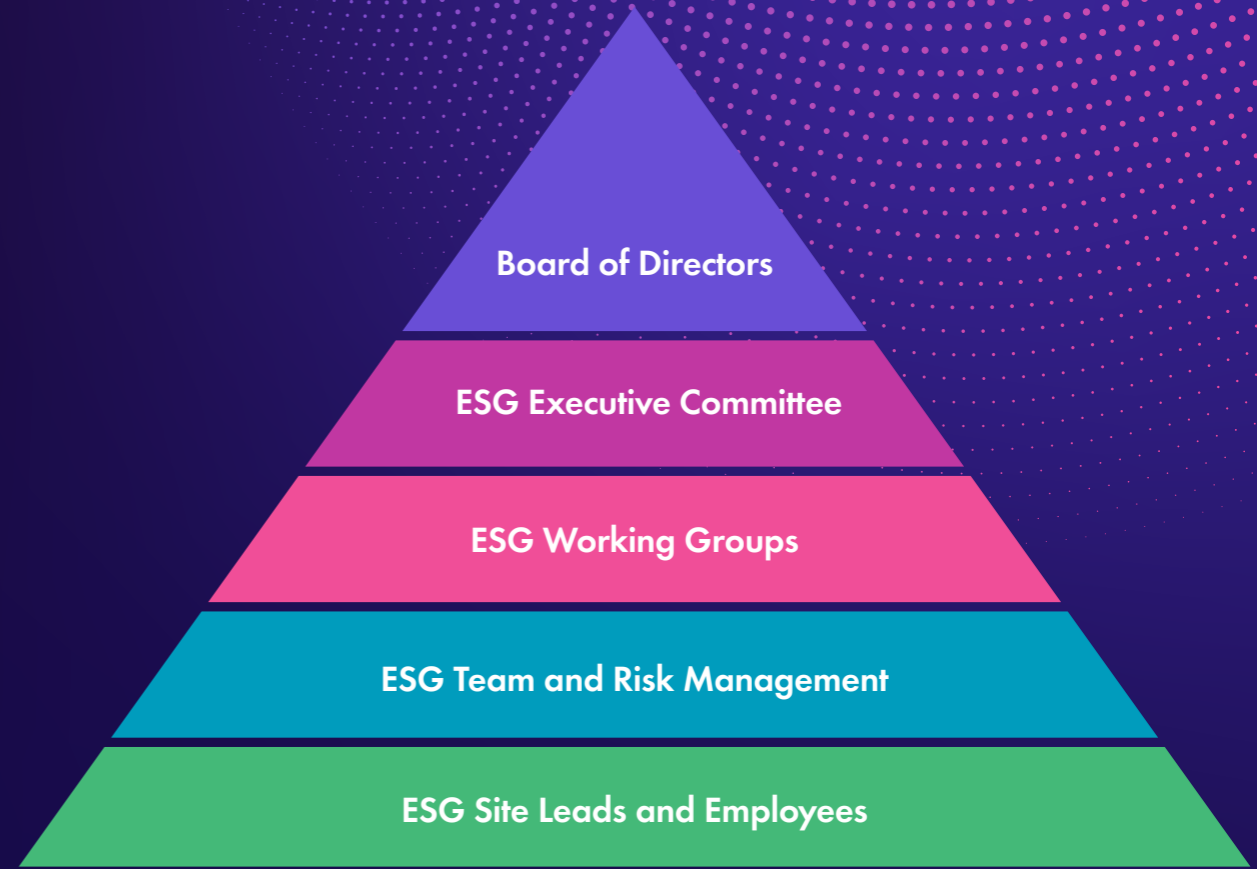 Board of Directors
ESG Executive Committee
ESG Working Groups
ESG Team and Risk Management
ESG Site Leads and Employees